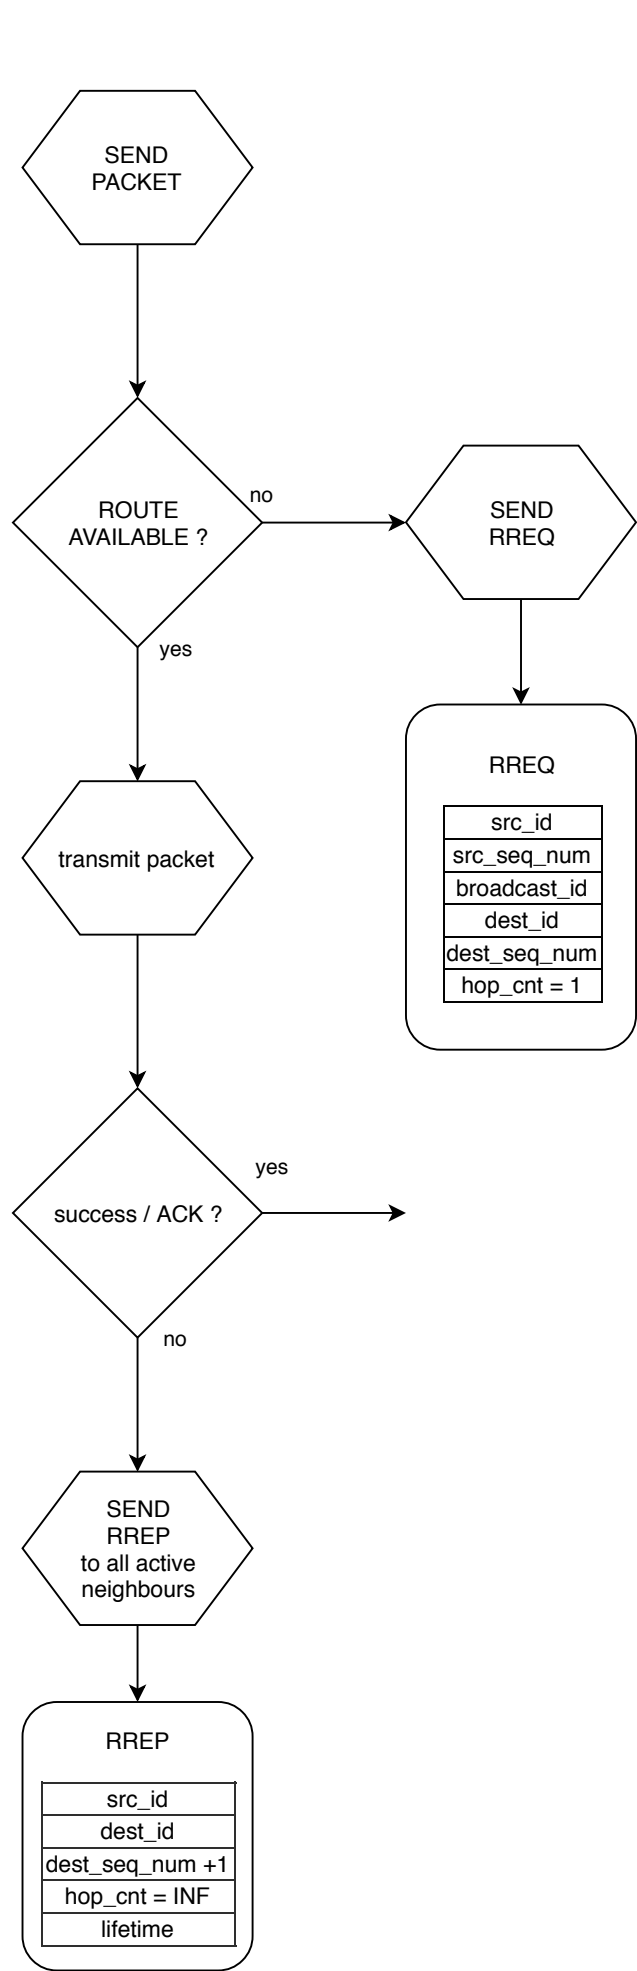 SEND
PACKET
ROUTE
AVAILABLE ?
no
SEND
RREQ
yes
RREQ
src_id
src_seq_num
broadcast_id
dest_id
dest_seq_num
hop_cnt = 1
transmit packet
success / ACK ?
yes
no
SEND
RREP
to all active
neighbours
RREP
src_id
dest_id
dest_seq_num +1
hop_cnt = INF
lifetime